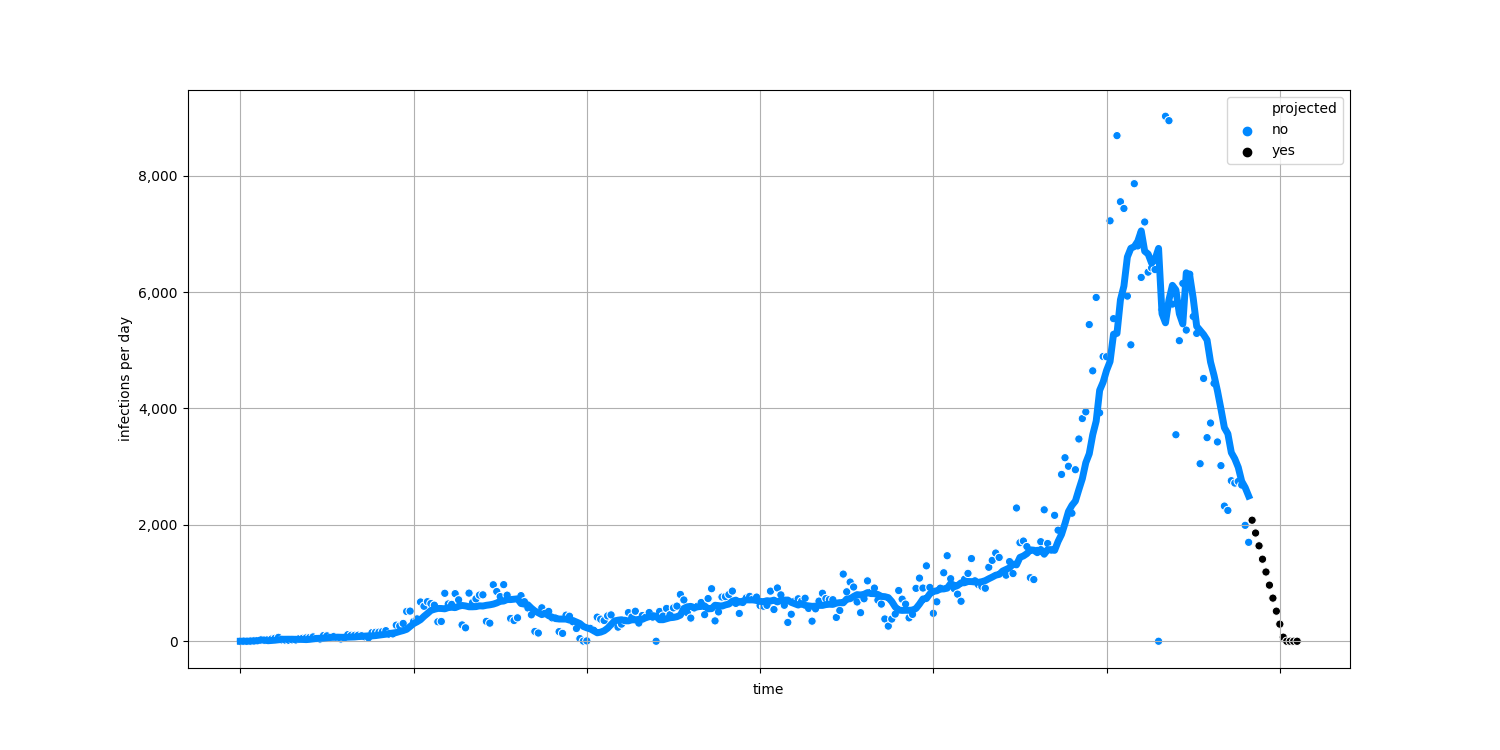 projected
no
yes
8,000
6,000
4,000
2,000
0
infections per day
time